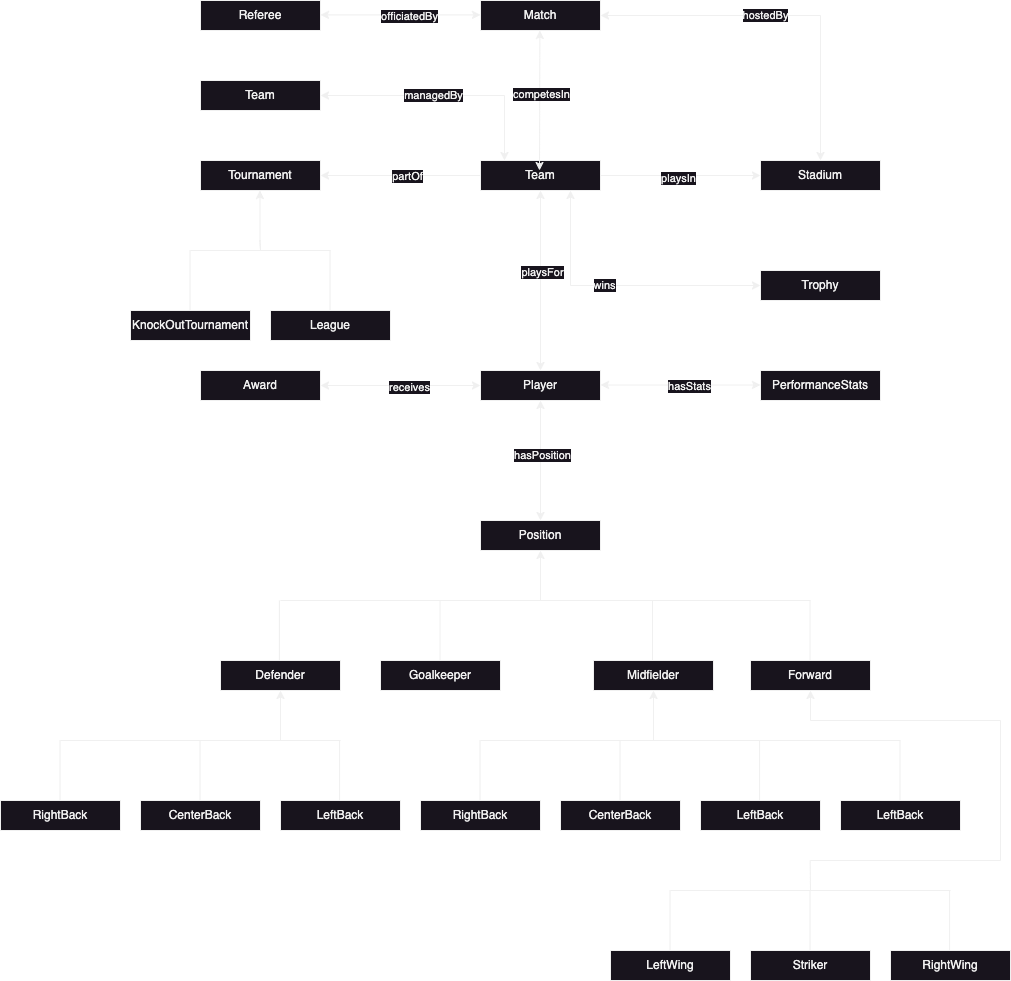 Referee
officiatedBy
Match
hostedBy
Team
managedBy
competesIn
Tournament
partOf
Team
playsIn
Stadium
playsFor
wins
Trophy
KnockOutTournament
League
Award
receives
Player
hasStats
PerformanceStats
hasPosition
Position
Defender
Goalkeeper
Midfielder
Forward
RightBack
CenterBack
LeftBack
RightBack
CenterBack
LeftBack
LeftBack
LeftWing
Striker
RightWing